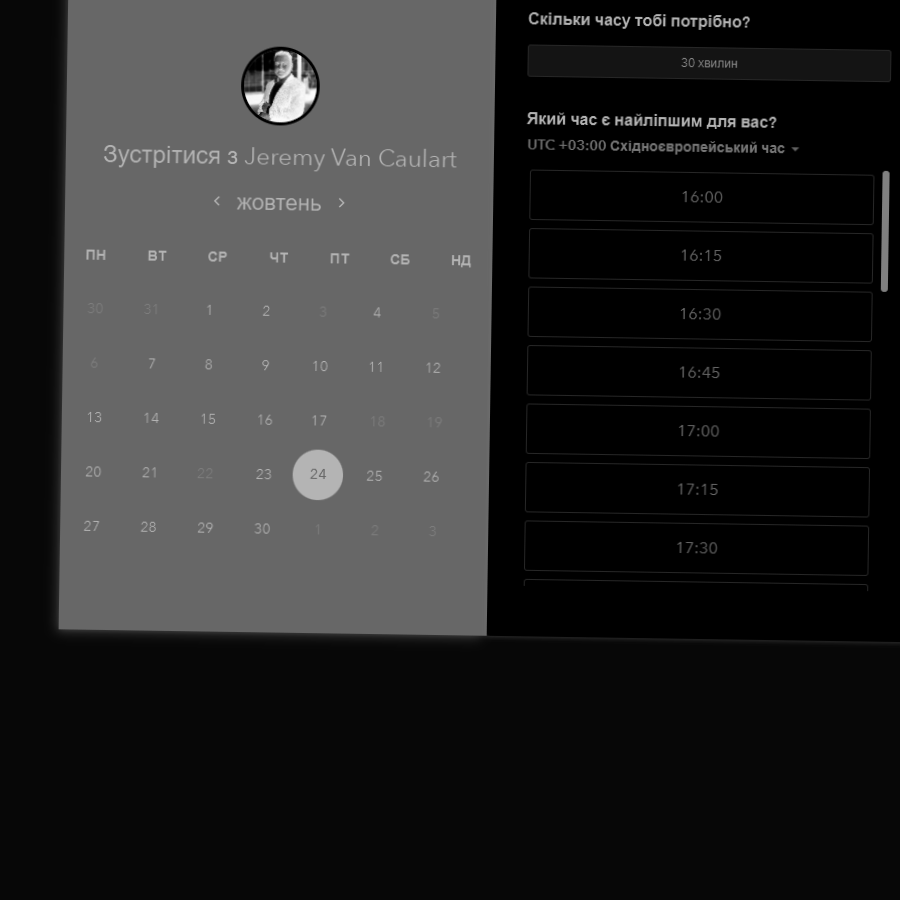 Зустрітися з Jeremy Van Caulart
жовтень
ПН ВТ СР ЧТ ПТ СБ НД
30 31 1 2 3 4 5
6 7 8 9 10 11 12
13 14 15 16 17 18 19
20 21 22 23 24 25 26
27 28 29 30 1 2 3
Скільки часу тобі потрібно?
30 хвилин
Який час є найліпшим для вас?
UTC +03:00 Східноєвропейський час
16:00
16:15
16:30
16:45
17:00
17:15
17:30